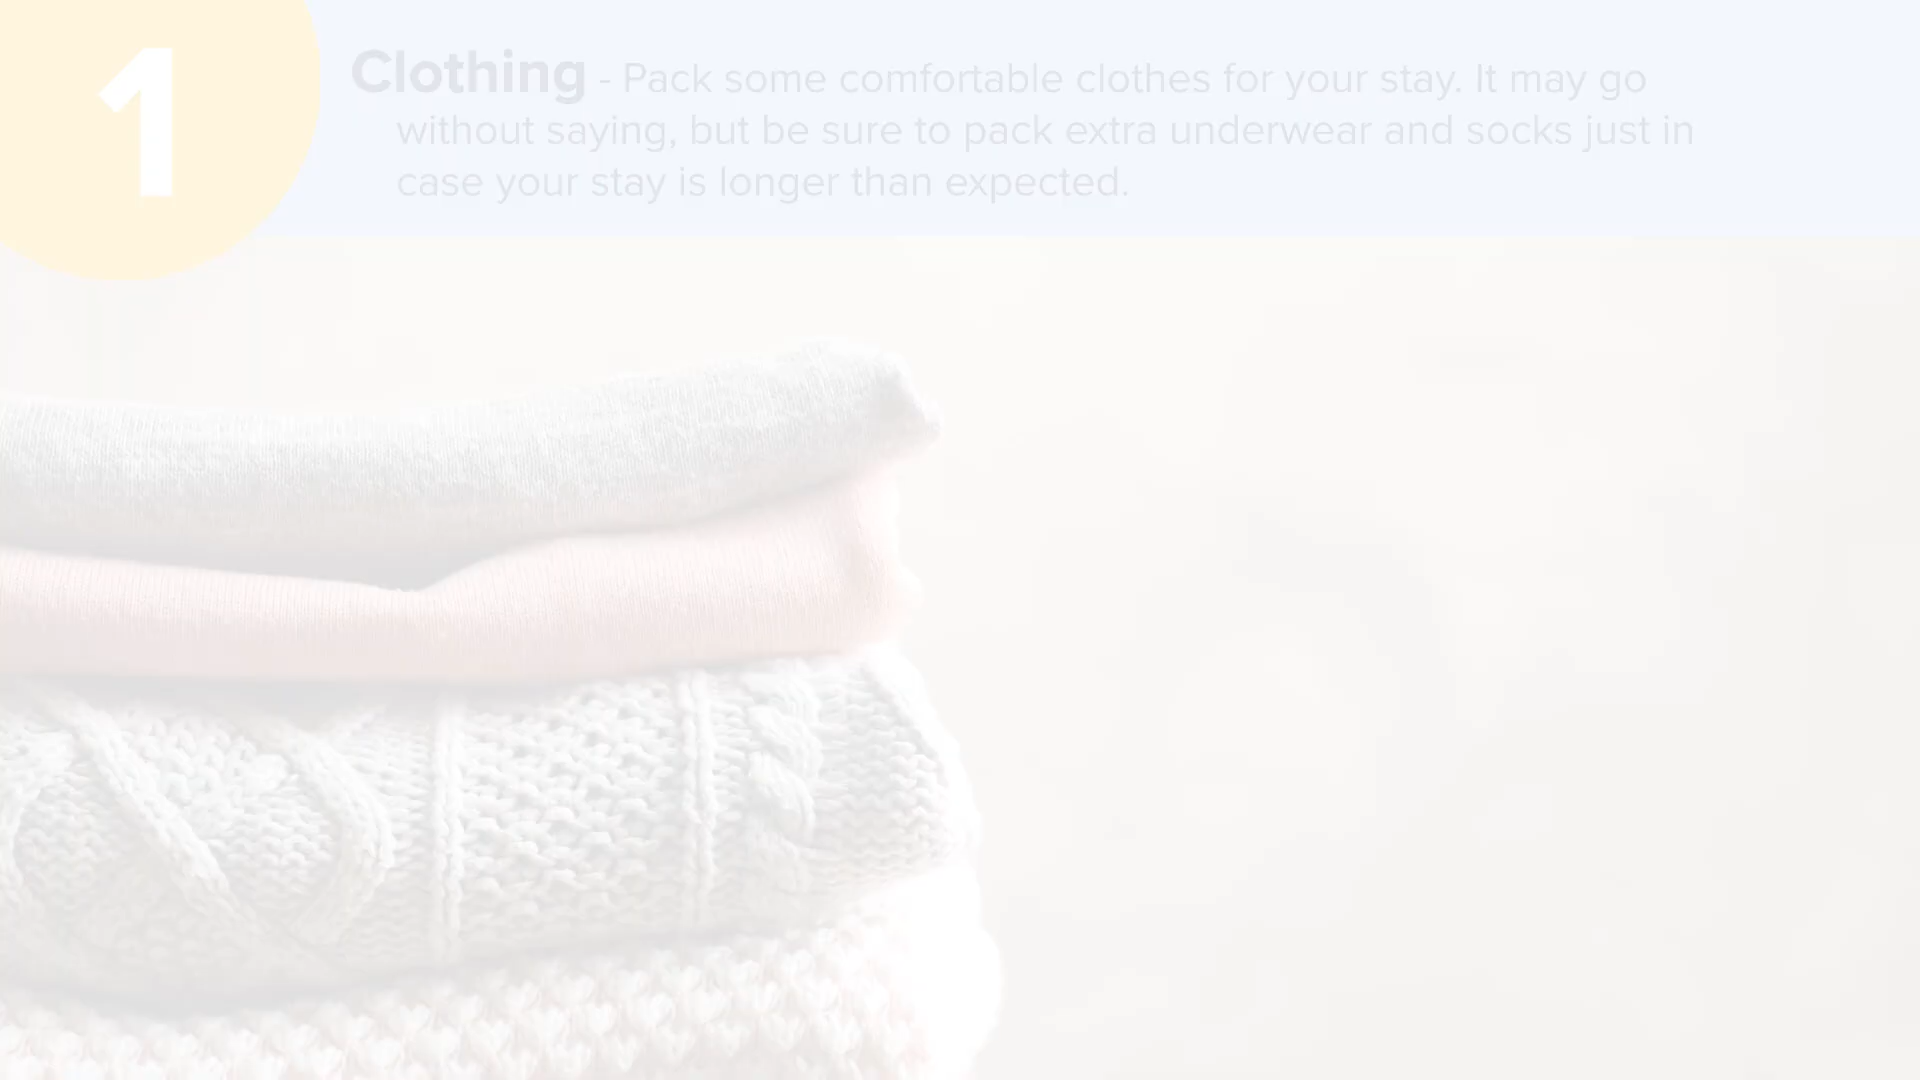 1
Clothing - Pack some comfortable clothes for your stay. It may go
without saying, but be sure to pack extra underwear and socks just in
case your stay is longer than expected.